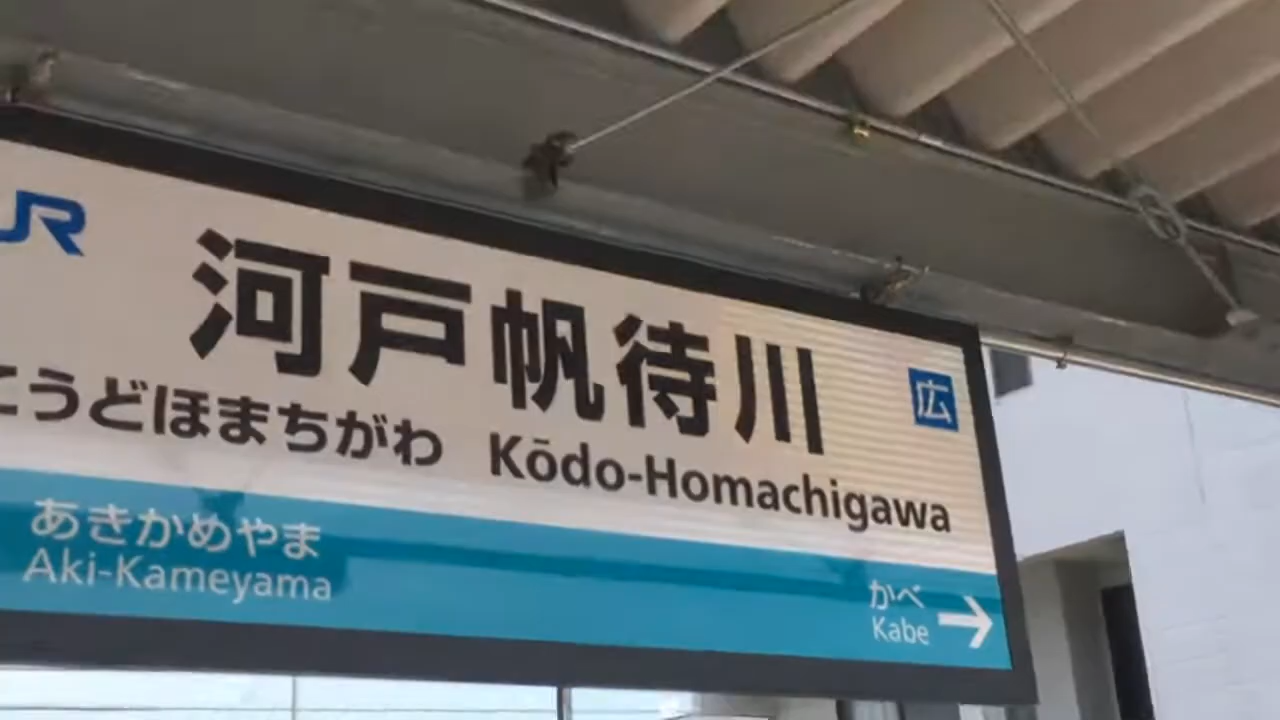 JR
河戸帆待川
広
こうどほまちがわ Kōdo-Homachigawa
あきかめやま
Aki-Kameyama
かべ
Kabe →